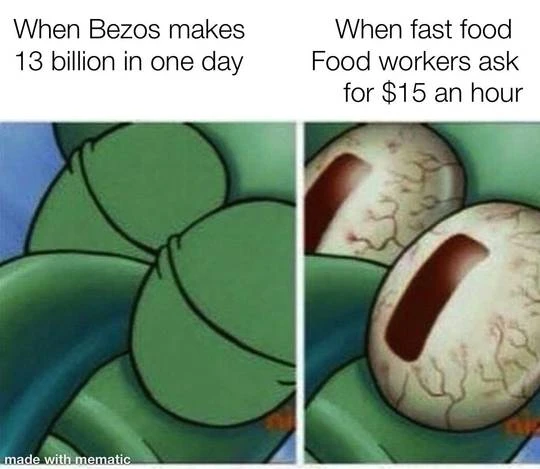 When Bezos makes
13 billion in one day
When fast food
Food workers ask
for $15 an hour
made with mematic